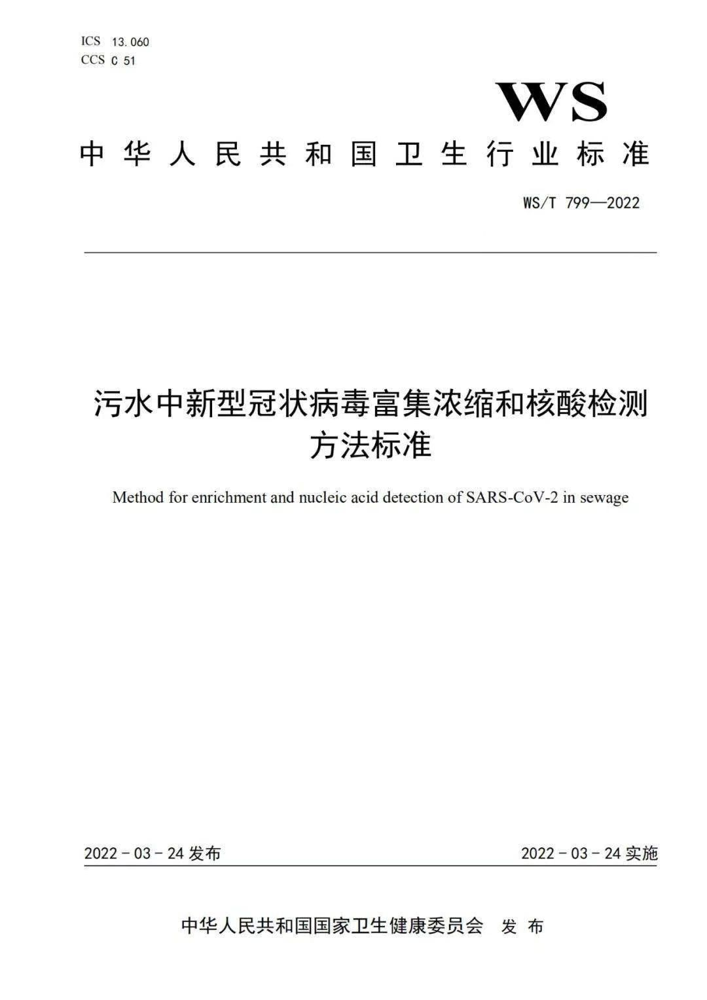 ICS 13.060
CCS C 51
WS
中华人民共和国卫生行业标准
WS/T 799—2022
污水中新型冠状病毒富集浓缩和核酸检测
方法标准
Method for enrichment and nucleic acid detection of SARS-CoV-2 in sewage
2022-03-24发布
2022-03-24实施
中华人民共和国国家卫生健康委员会 发布